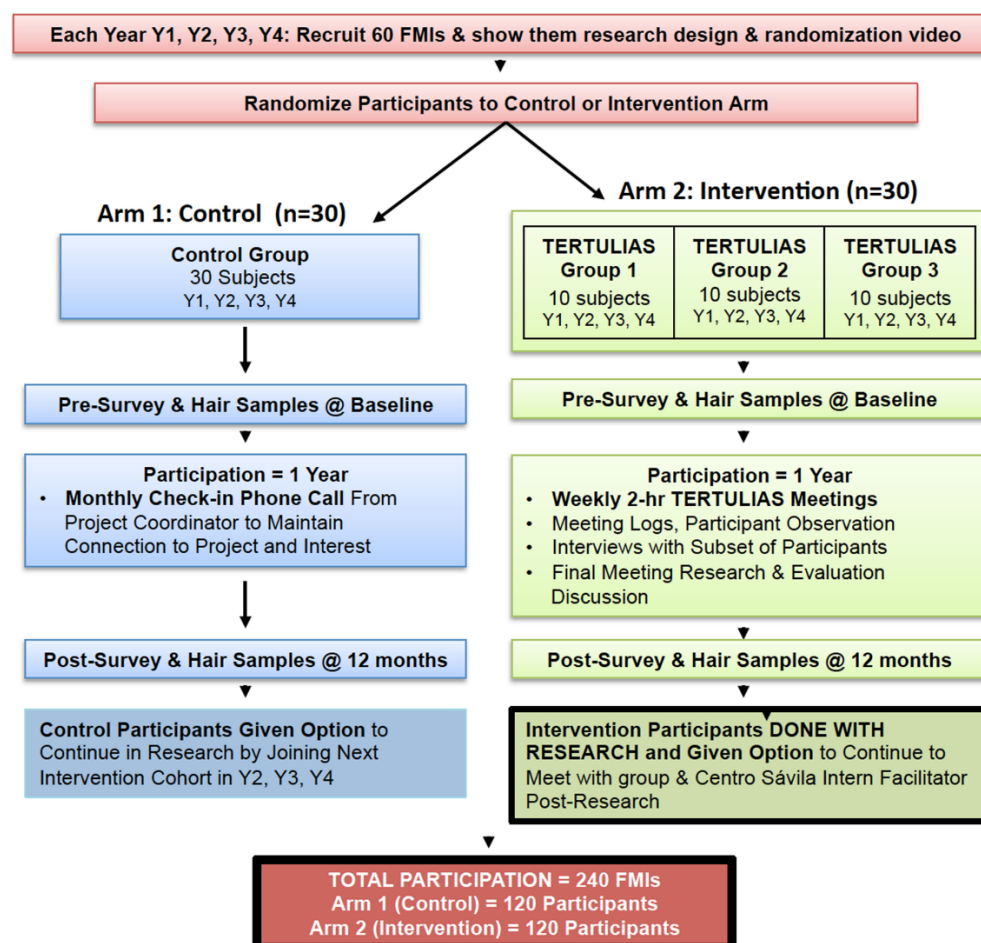 Each Year Y1, Y2, Y3, Y4: Recruit 60 FMIs & show them research design & randomization video
Randomize Participants to Control or Intervention Arm
Arm 1: Control (n=30)
Control Group
30 Subjects
Y1, Y2, Y3, Y4
Pre-Survey & Hair Samples @ Baseline
Participation = 1 Year
• Monthly Check-in Phone Call From
Project Coordinator to Maintain
Connection to Project and Interest
Post-Survey & Hair Samples @ 12 months
Control Participants Given Option to
Continue in Research by Joining Next
Intervention Cohort in Y2, Y3, Y4
Arm 2: Intervention (n=30)
TERTULIAS
Group 1
10 subjects
Y1, Y2, Y3, Y4
TERTULIAS
Group 2
10 subjects
Y1, Y2, Y3, Y4
TERTULIAS
Group 3
10 subjects
Y1, Y2, Y3, Y4
Pre-Survey & Hair Samples @ Baseline
Participation = 1 Year
• Weekly 2-hr TERTULIAS Meetings
• Meeting Logs, Participant Observation
• Interviews with Subset of Participants
• Final Meeting Research & Evaluation
Discussion
Post-Survey & Hair Samples @ 12 months
Intervention Participants DONE WITH
RESEARCH and Given Option to Continue to
Meet with group & Centro Sávila Intern Facilitator
Post-Research
TOTAL PARTICIPATION = 240 FMIs
Arm 1 (Control) = 120 Participants
Arm 2 (Intervention) = 120 Participants